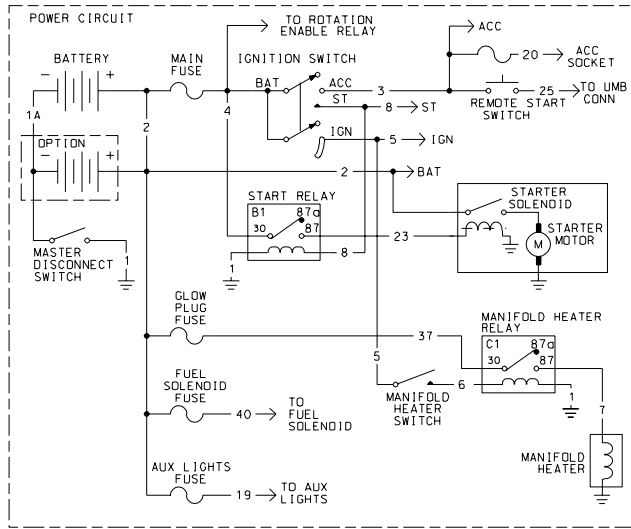 POWER CIRCUIT
TO ROTATION
ENABLE RELAY
ACC
BATTERY
- +
MAIN
FUSE
IGNITION SWITCH
20
ACC
SOCKET
BAT
ACC
3
25
TO UMB
CONN
ST
8
ST
REMOTE START
SWITCH
1A
2
4
IGN
5
IGN
OPTION
- +
2
BAT
START RELAY
B1
87a
30
87
23
8
1
STARTER
SOLENOID
STARTER
MOTOR
M
MASTER
DISCONNECT
SWITCH
1
GLOW
PLUG
FUSE
37
MANIFOLD HEATER
RELAY
C1
87a
30
87
5
6
1
MANIFOLD
HEATER
SWITCH
7
FUEL
SOLENOID
FUSE
40
TO
FUEL
SOLENOID
MANIFOLD
HEATER
AUX LIGHTS
FUSE
19
TO AUX
LIGHTS